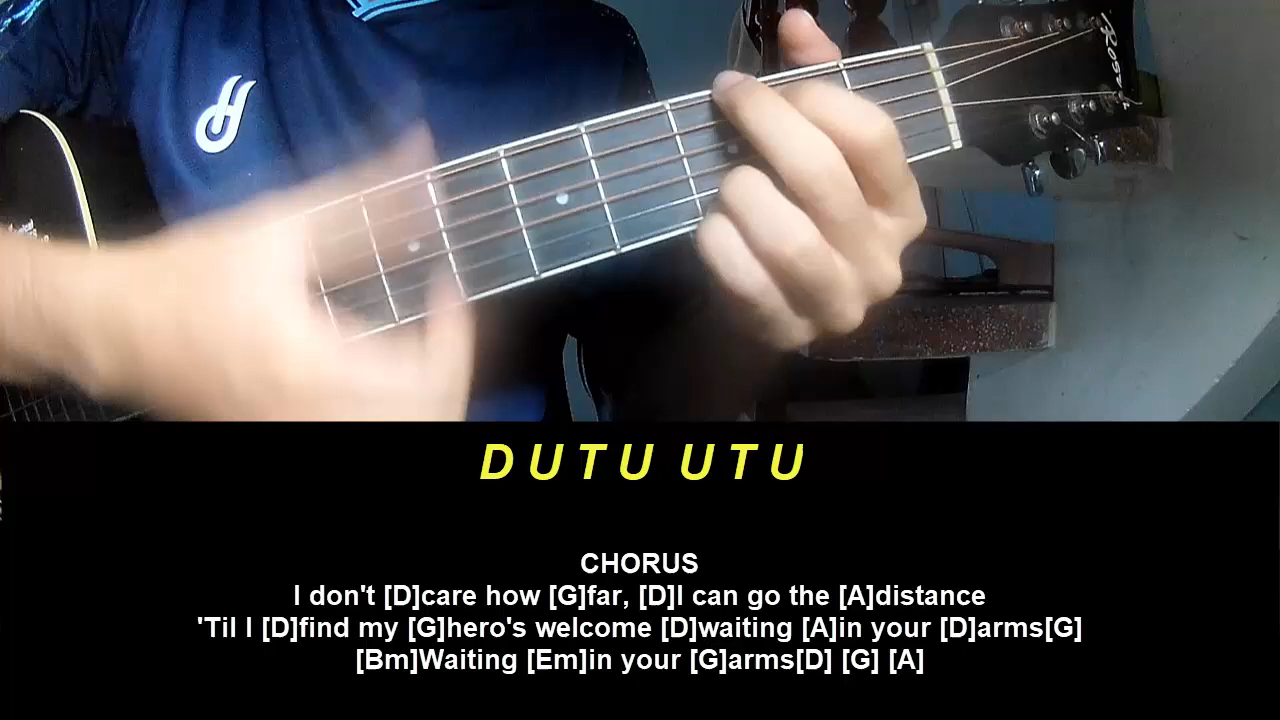 D U T U U T U
CHORUS
I don't [D]care how [G]far, [D]I can go the [A]distance
'Til I [D]find my [G]hero's welcome [D]waiting [A]in your [D]arms[G]
[Bm]Waiting [Em]in your [G]arms[D] [G] [A]